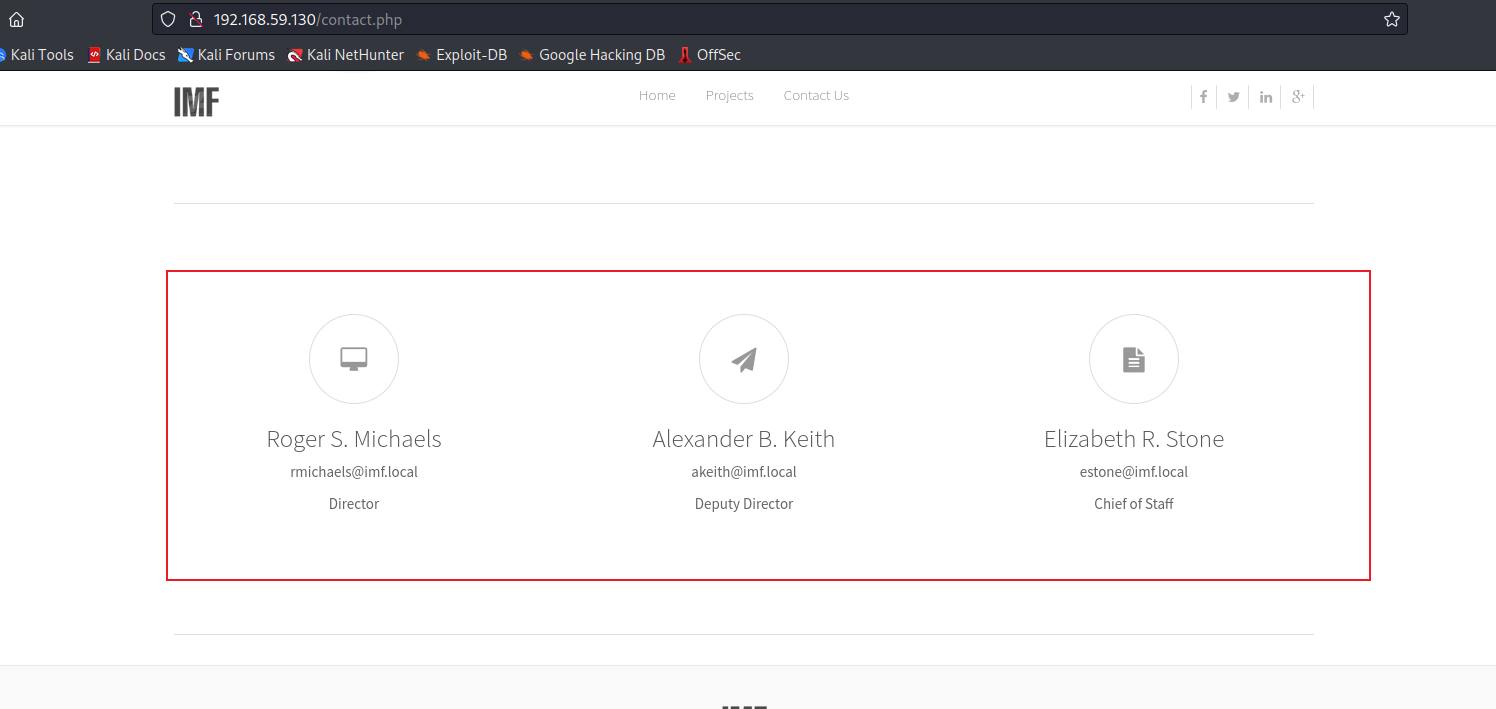 192.168.59.130/contact.php
Kali Tools Kali Docs Kali Forums Kali NetHunter Exploit-DB Google Hacking DB OffSec
IMF Home Projects Contact Us
Roger S. Michaels Alexander B. Keith Elizabeth R. Stone
rmichaels@imf.local akeith@imf.local estone@imf.local
Director Deputy Director Chief of Staff